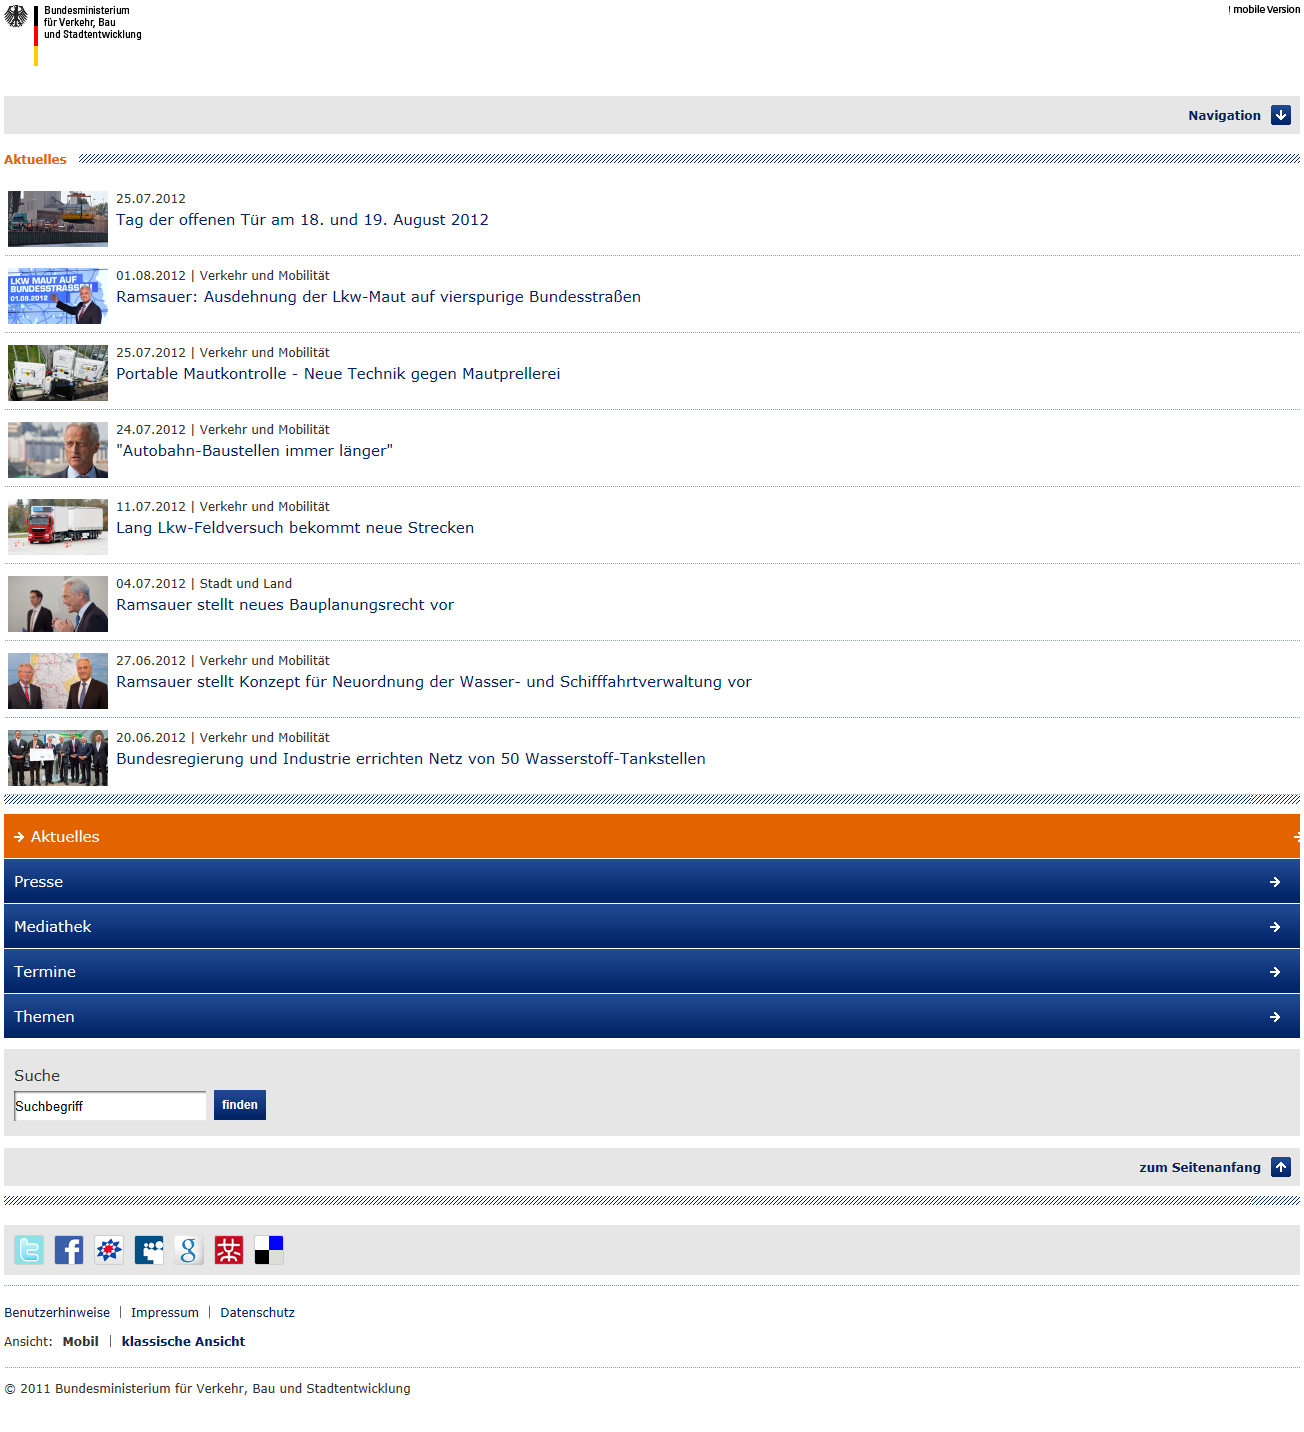 Bundesministerium
für Verkehr, Bau
und Stadtentwicklung
mobile Version
Navigation
Aktuelles
25.07.2012
Tag der offenen Tür am 18. und 19. August 2012
LKW MAUT AUF
BUNDESSTRASSEN
01.08.2012
01.08.2012 | Verkehr und Mobilität
Ramsauer: Ausdehnung der Lkw-Maut auf vierspurige Bundesstraßen
25.07.2012 | Verkehr und Mobilität
Portable Mautkontrolle - Neue Technik gegen Mautprellerei
24.07.2012 | Verkehr und Mobilität
"Autobahn-Baustellen immer länger"
11.07.2012 | Verkehr und Mobilität
Lang Lkw-Feldversuch bekommt neue Strecken
04.07.2012 | Stadt und Land
Ramsauer stellt neues Bauplanungsrecht vor
27.06.2012 | Verkehr und Mobilität
Ramsauer stellt Konzept für Neuordnung der Wasser- und Schifffahrtverwaltung vor
20.06.2012 | Verkehr und Mobilität
Bundesregierung und Industrie errichten Netz von 50 Wasserstoff-Tankstellen
Aktuelles
Presse
Mediathek
Termine
Themen
Suche
Suchbegriff finden
zum Seitenanfang
Benutzerhinweise | Impressum | Datenschutz
Ansicht: Mobil | klassische Ansicht
© 2011 Bundesministerium für Verkehr, Bau und Stadtentwicklung